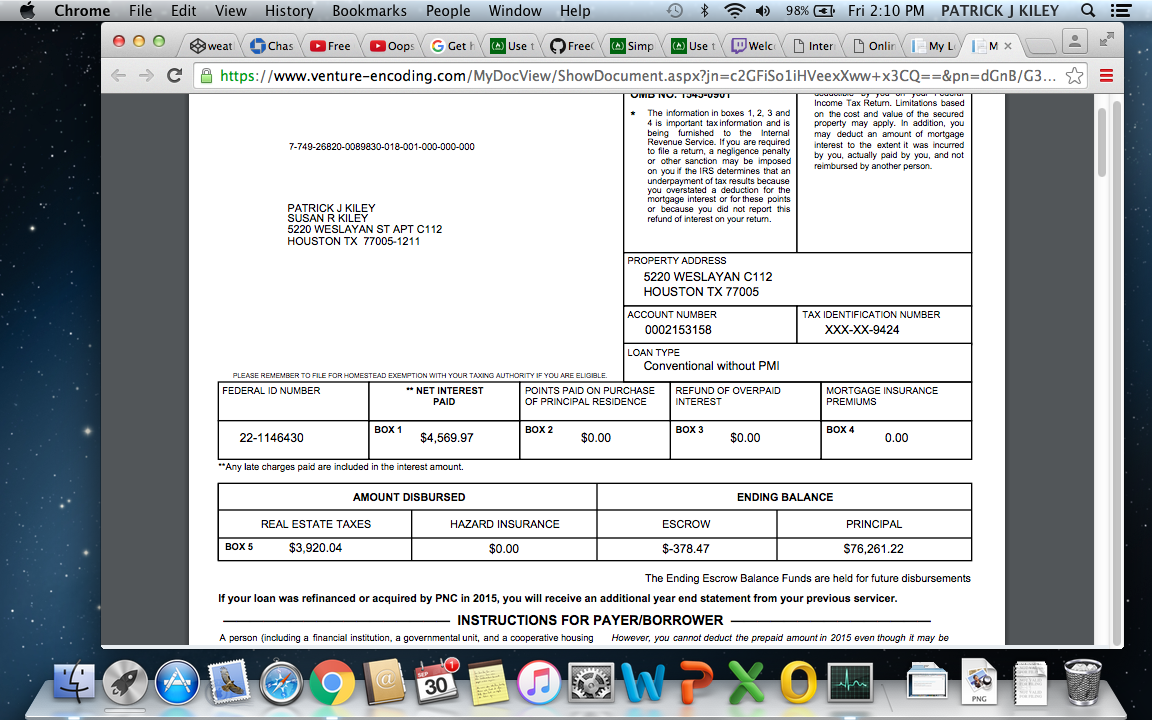 Chrome File Edit View History Bookmarks People Window Help 98% Fri 2:10 PM PATRICK J KILEY
weat Chas Free Oops Get h Use t Free Simp Use t Welc Inter Onlin My L M
https://www.venture-encoding.com/MyDocView/ShowDocument.aspx?jn=c2GFiSo1iHVeexXww+x3CQ==&pn=dGnB/G3...
OMB NO. 1545-0901
* The information in boxes 1, 2, 3 and
4 is important tax information and is
being furnished to the Internal
Revenue Service. If you are required
to file a return, a negligence penalty
or other sanction may be imposed
on you if the IRS determines that an
underpayment of tax results because
you overstated a deduction for the
mortgage interest or for these points
or because you did not report this
refund of interest on your return.
deductible by you on your Federal
Income Tax Return. Limitations based
on the cost and value of the secured
property may apply. In addition, you
may deduct an amount of mortgage
interest to the extent it was incurred
by you, actually paid by you, and not
reimbursed by another person.
7-749-26820-0089830-018-001-000-000-000
PATRICK J KILEY
SUSAN R KILEY
5220 WESLAYAN ST APT C112
HOUSTON TX 77005-1211
PROPERTY ADDRESS
5220 WESLAYAN C112
HOUSTON TX 77005
ACCOUNT NUMBER
0002153158
TAX IDENTIFICATION NUMBER
XXX-XX-9424
LOAN TYPE
Conventional without PMI
PLEASE REMEMBER TO FILE FOR HOMESTEAD EXEMPTION WITH YOUR TAXING AUTHORITY IF YOU ARE ELIGIBLE.
FEDERAL ID NUMBER
22-1146430
** NET INTEREST
PAID
BOX 1 $4,569.97
POINTS PAID ON PURCHASE
OF PRINCIPAL RESIDENCE
BOX 2 $0.00
REFUND OF OVERPAID
INTEREST
BOX 3 $0.00
MORTGAGE INSURANCE
PREMIUMS
BOX 4 0.00
**Any late charges paid are included in the interest amount.
AMOUNT DISBURSED ENDING BALANCE
REAL ESTATE TAXES HAZARD INSURANCE ESCROW PRINCIPAL
BOX 5 $3,920.04 $0.00 $-378.47 $76,261.22
The Ending Escrow Balance Funds are held for future disbursements
If your loan was refinanced or acquired by PNC in 2015, you will receive an additional year end statement from your previous servicer.
INSTRUCTIONS FOR PAYER/BORROWER
A person (including a financial institution, a governmental unit, and a cooperative housing
However, you cannot deduct the prepaid amount in 2015 even though it may be
SEP
30
1
PNG